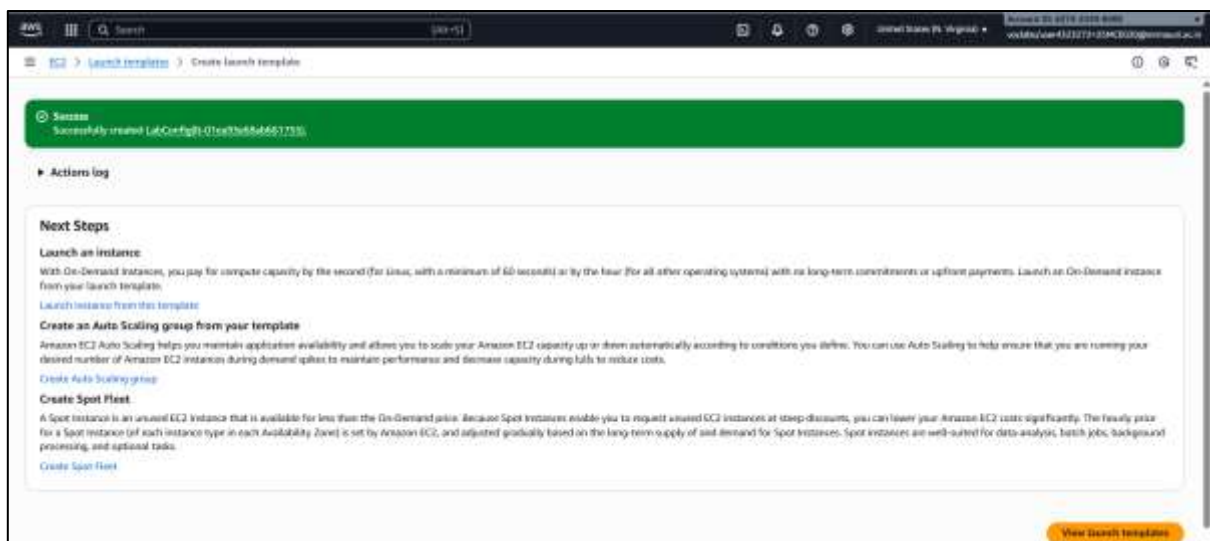 aws
Search
[Alt+S]
United States (N. Virginia)
EC2 > Launch templates > Create launch template
Success
Successfully created LabConfig
Actions log
Next Steps
Launch an instance
With On-Demand Instances, you pay for compute capacity by the second (for Linux, with a minimum of 60 seconds) or by the hour (for all other operating systems) with no long-term commitments or upfront payments. Launch an On-Demand instance
from your launch template.
Launch instance from this template
Create an Auto Scaling group from your template
Amazon EC2 Auto Scaling helps you maintain application availability and allows you to scale your Amazon EC2 capacity up or down automatically according to conditions you define. You can use Auto Scaling to help ensure that you are running your
desired number of Amazon EC2 instances during demand spikes to maintain performance and decrease capacity during lulls to reduce costs.
Create Auto Scaling group
Create Spot Fleet
A Spot Instance is an unused EC2 instance that is available for less than the On-Demand price. Because Spot Instances enable you to request unused EC2 instances at steep discounts, you can lower your Amazon EC2 costs significantly. The hourly price
for a Spot Instance (of each instance type in each Availability Zone) is set by Amazon EC2, and adjusted gradually based on the long-term supply of and demand for Spot Instances. Spot instances are well-suited for data analysis, batch jobs, background
processing, and optional tasks.
Create Spot Fleet
View launch templates